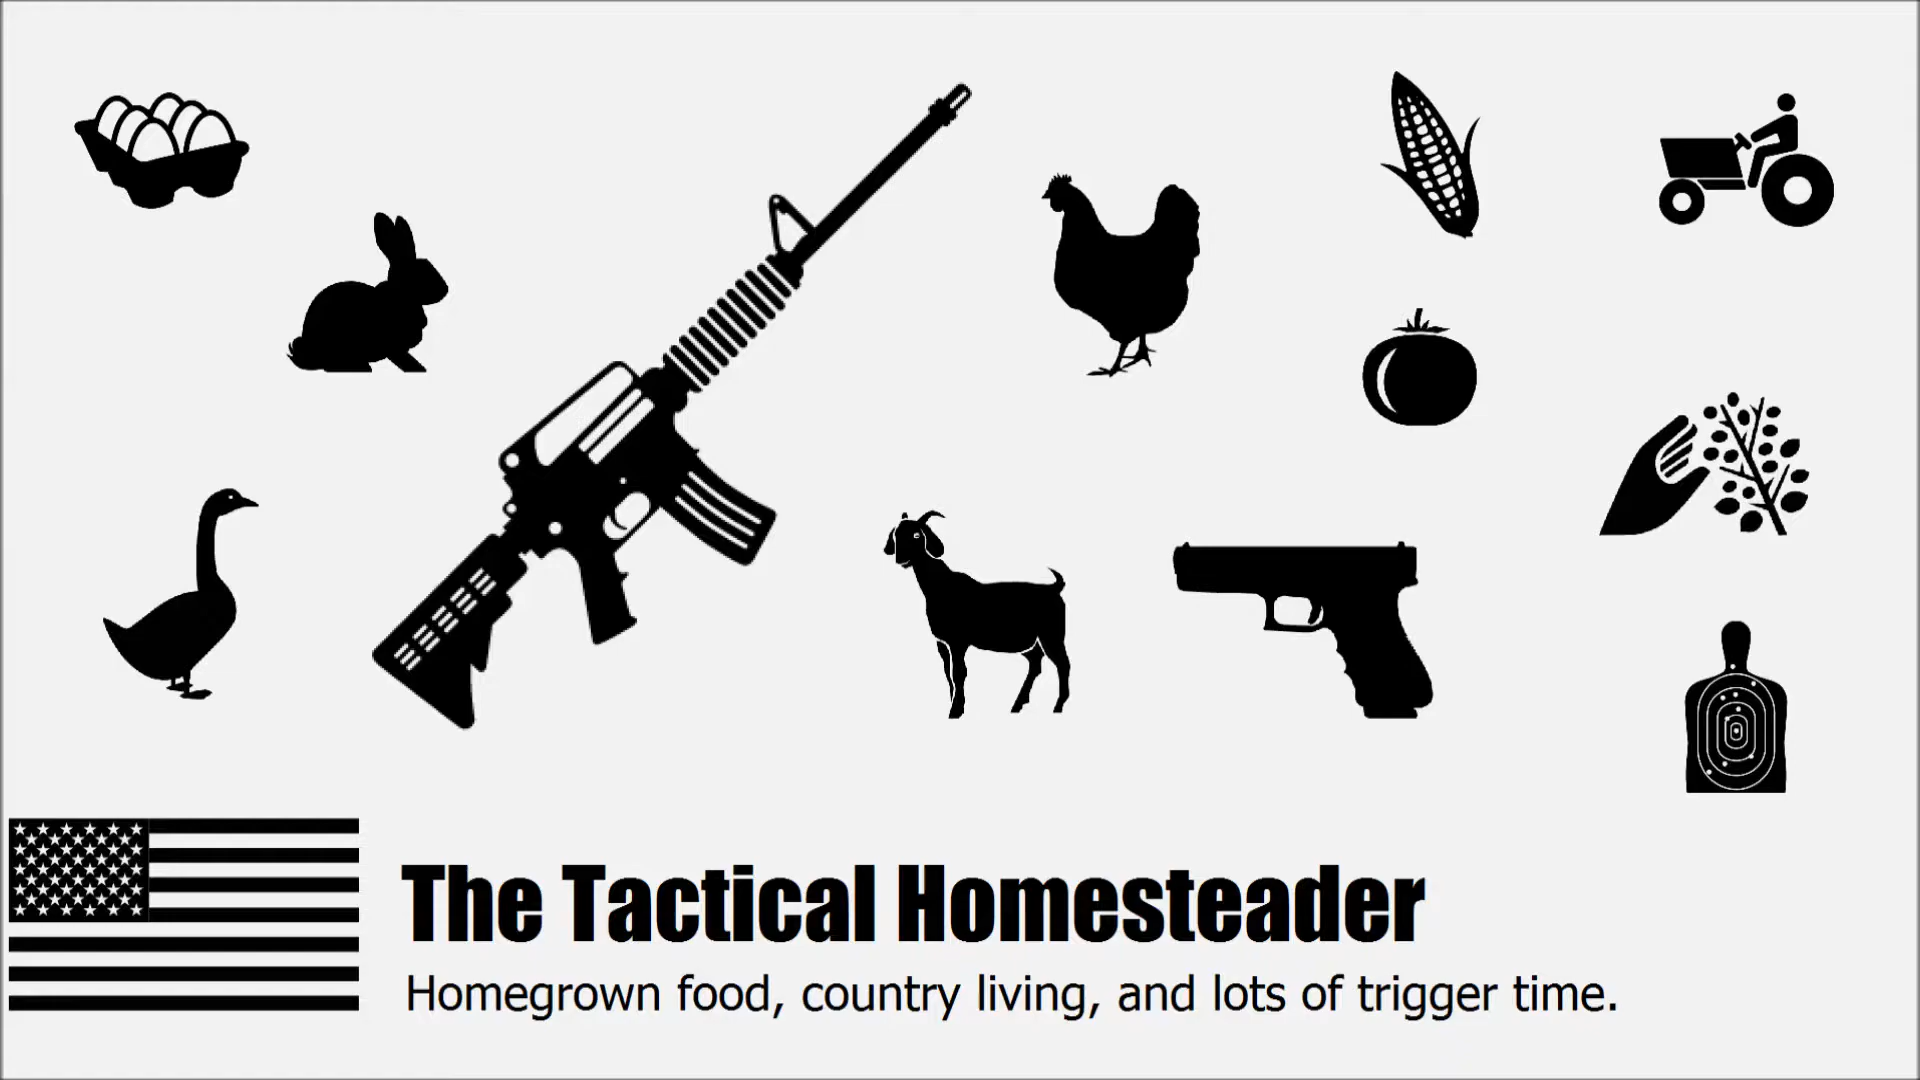 The Tactical Homesteader
Homegrown food, country living, and lots of trigger time.